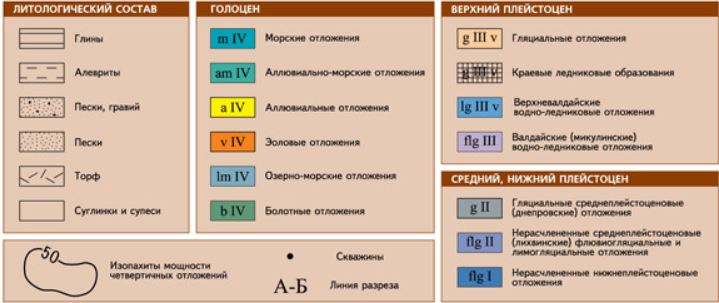 ЛИТОЛОГИЧЕСКИЙ СОСТАВ
Глины
Алевриты
Пески, гравий
Пески
Торф
Суглинки и супеси
ГОЛОЦЕН
m IV Морские отложения
am IV Аллювиально-морские отложения
a IV Аллювиальные отложения
v IV Эоловые отложения
lm IV Озерно-морские отложения
b IV Болотные отложения
ВЕРХНИЙ ПЛЕЙСТОЦЕН
g III v Гляциальные отложения
g III v Краевые ледниковые образования
lg III v Верхневалдайские
водно-ледниковые отложения
flg III Валдайские (микулинские)
водно-ледниковые отложения
СРЕДНИЙ, НИЖНИЙ ПЛЕЙСТОЦЕН
g II Гляциальные среднеплейстоценовые
(днепровские) отложения
flg II Нерасчлененные среднеплейстоценовые
(лихвинские) флювиогляциальные и
лимогляциальные отложения
flg I Нерасчлененные нижнеплейстоценовые
отложения
50 Изопахиты мощности
четвертичных отложений
Скважины
А-Б Линия разреза